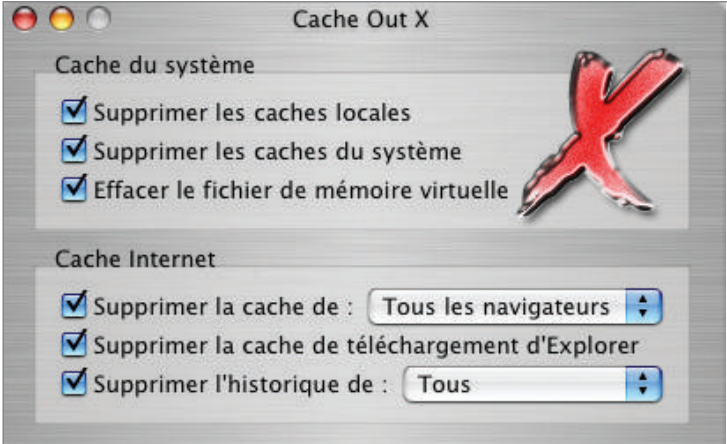 Cache Out X
Cache du système
Supprimer les caches locales
Supprimer les caches du système
Effacer le fichier de mémoire virtuelle
Cache Internet
Supprimer la cache de : Tous les navigateurs
Supprimer la cache de téléchargement d'Explorer
Supprimer l'historique de : Tous